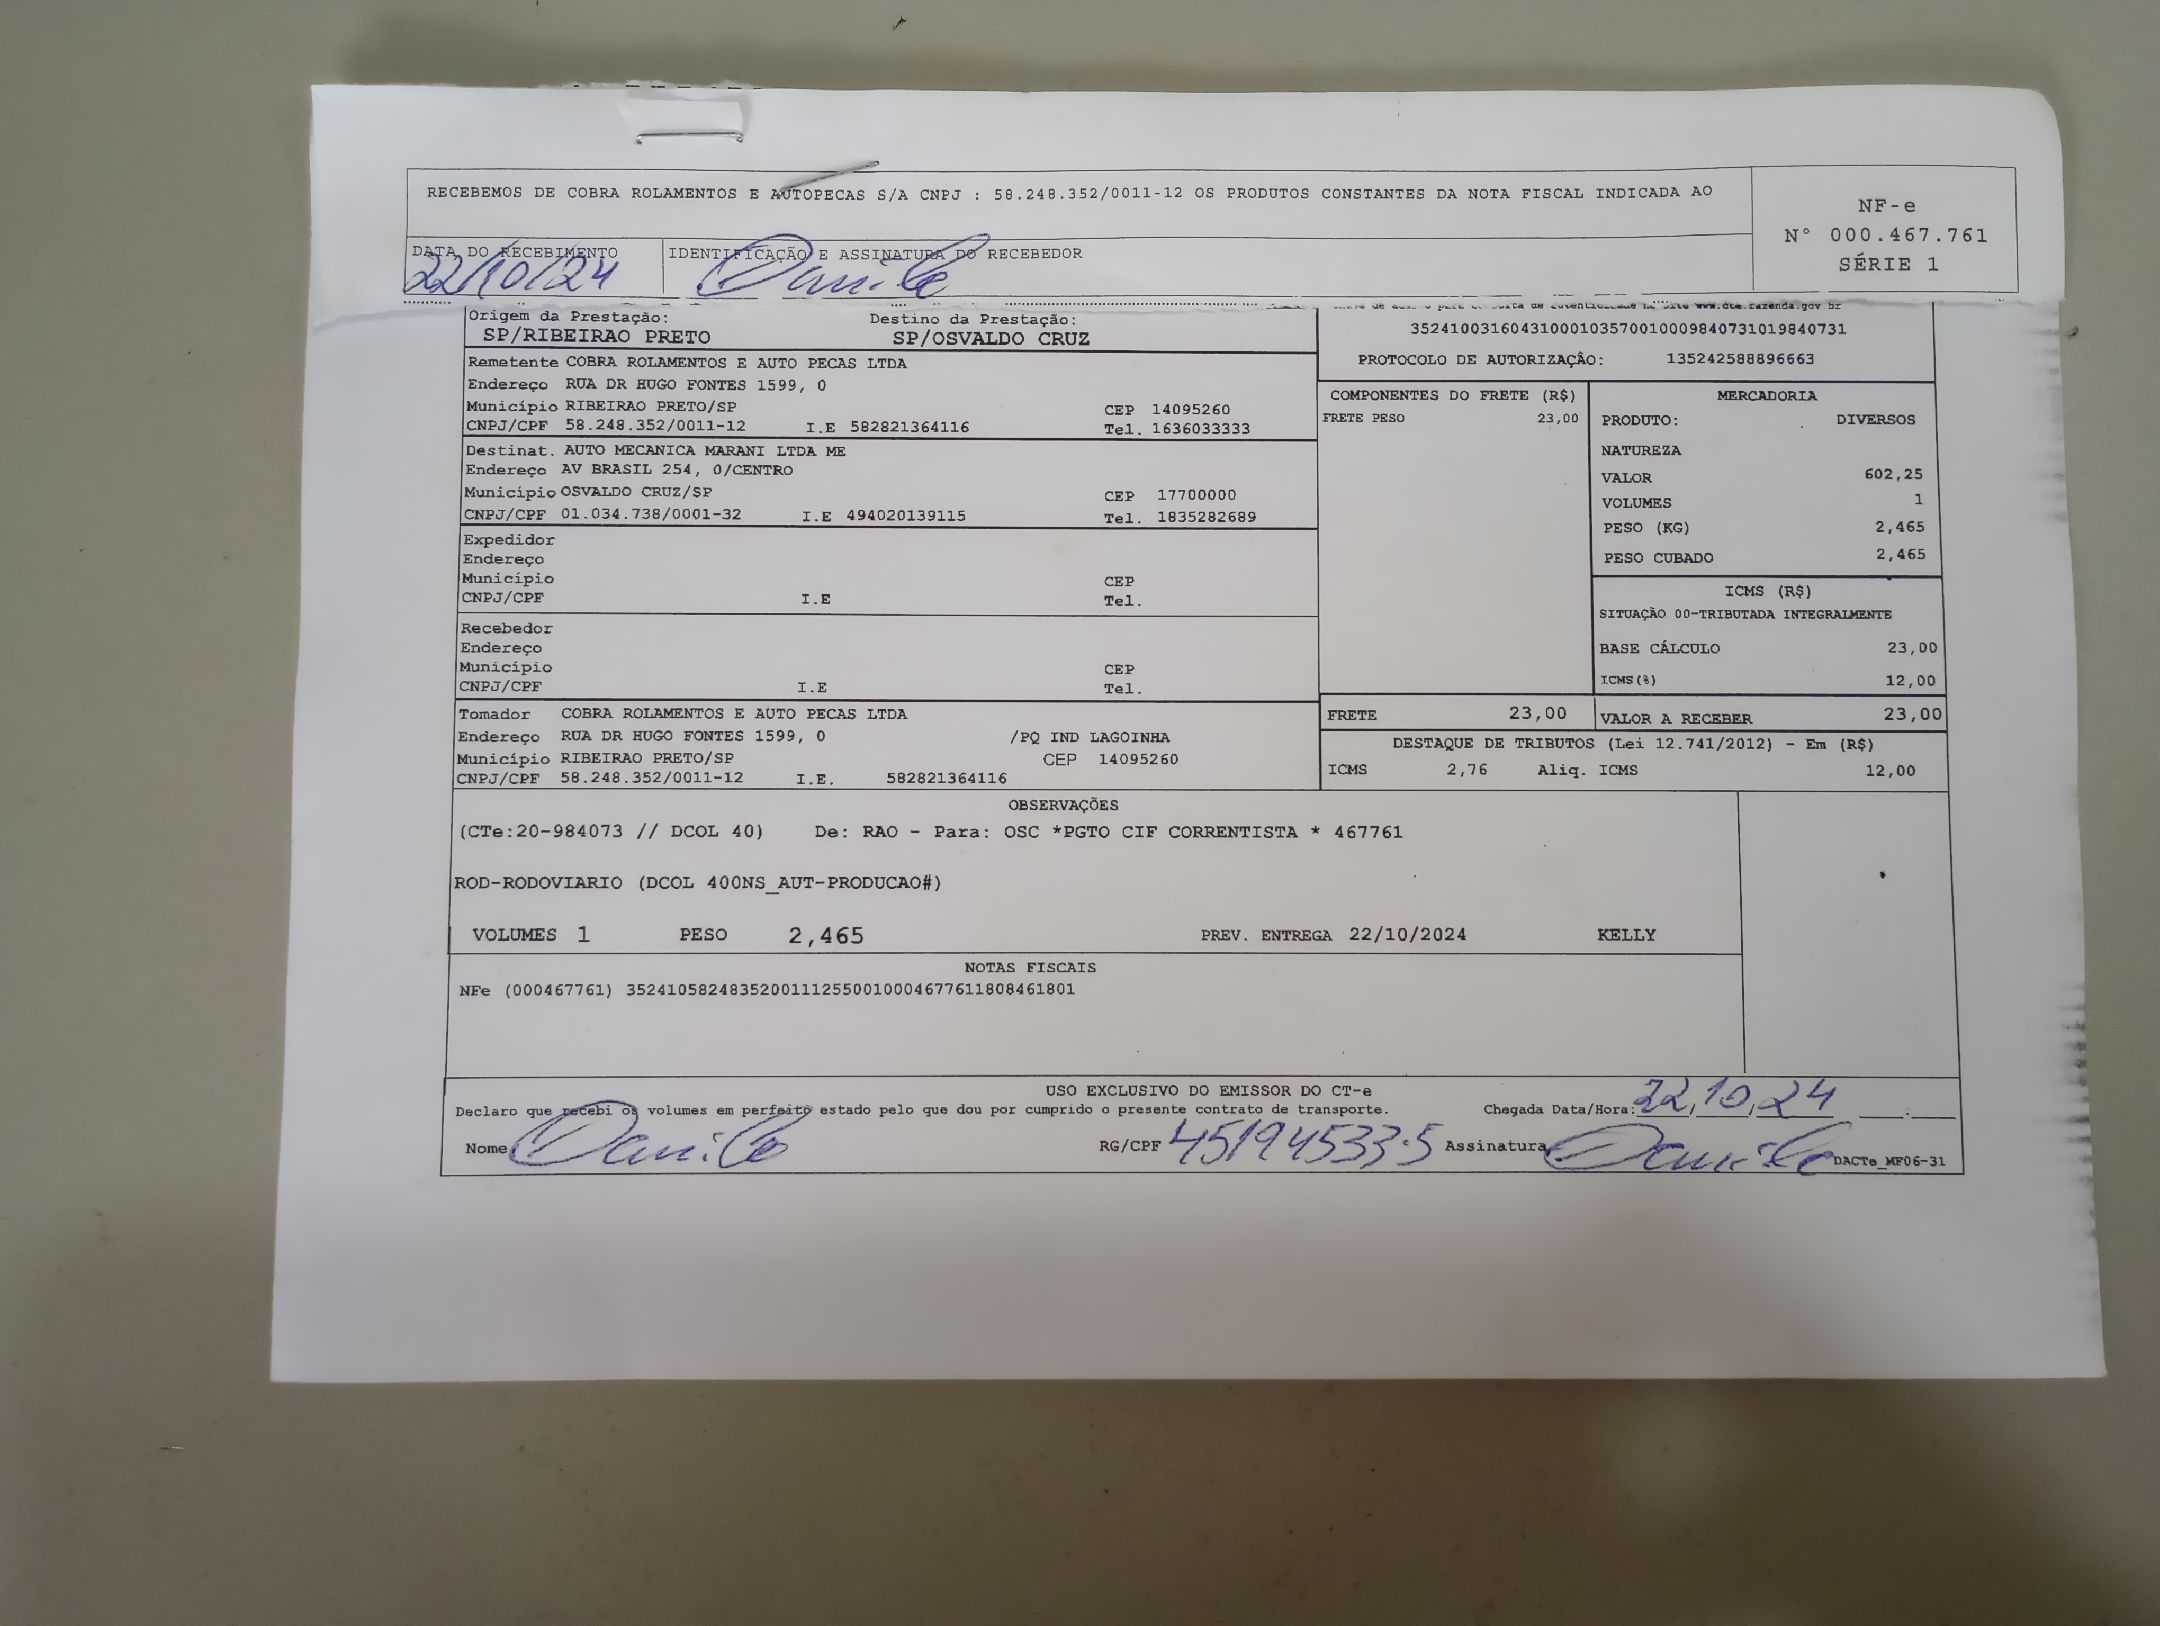 RECEBEMOS DE COBRA ROLAMENTOS E AUTOPECAS S/A CNPJ : 58.248.352/0011-12 OS PRODUTOS CONSTANTES DA NOTA FISCAL INDICADA AO
NF-e
Nº 000.467.761
SÉRIE 1
DATA DO RECEBIMENTO IDENTIFICAÇÃO E ASSINATURA DO RECEBEDOR
22/10/24 Danilo
Origem da Prestação: Destino da Prestação:
SP/RIBEIRAO PRETO SP/OSVALDO CRUZ
Remetente COBRA ROLAMENTOS E AUTO PECAS LTDA
Endereço RUA DR HUGO FONTES 1599, 0
Município RIBEIRAO PRETO/SP CEP 14095260
CNPJ/CPF 58.248.352/0011-12 I.E 582821364116 Tel. 1636033333
Destinat. AUTO MECANICA MARANI LTDA ME
Endereço AV BRASIL 254, 0/CENTRO
Município OSVALDO CRUZ/SP CEP 17700000
CNPJ/CPF 01.034.738/0001-32 I.E 494020139115 Tel. 1835282689
Expedidor
Endereço
Município CEP
CNPJ/CPF I.E Tel.
Recebedor
Endereço
Município CEP
CNPJ/CPF I.E Tel.
Tomador COBRA ROLAMENTOS E AUTO PECAS LTDA
Endereço RUA DR HUGO FONTES 1599, 0 /PQ IND LAGOINHA
Município RIBEIRAO PRETO/SP CEP 14095260
CNPJ/CPF 58.248.352/0011-12 I.E. 582821364116
www.cte.fazenda.gov.br
35241003160431000103570010009840731019840731
PROTOCOLO DE AUTORIZAÇÃO: 135242588896663
COMPONENTES DO FRETE (R$)
FRETE PESO 23,00
MERCADORIA
PRODUTO: DIVERSOS
NATUREZA
VALOR 602,25
VOLUMES 1
PESO (KG) 2,465
PESO CUBADO 2,465
ICMS (R$)
SITUAÇÃO 00-TRIBUTADA INTEGRALMENTE
BASE CÁLCULO 23,00
ICMS(%) 12,00
FRETE 23,00 VALOR A RECEBER 23,00
DESTAQUE DE TRIBUTOS (Lei 12.741/2012) - Em (R$)
ICMS 2,76 Aliq. ICMS 12,00
OBSERVAÇÕES
(CTe:20-984073 // DCOL 40) De: RAO - Para: OSC *PGTO CIF CORRENTISTA * 467761
ROD-RODOVIARIO (DCOL 400NS_AUT-PRODUCAO#)
VOLUMES 1 PESO 2,465 PREV. ENTREGA 22/10/2024 KELLY
NOTAS FISCAIS
NFe (000467761) 35241058248352001112550010004677611808461801
USO EXCLUSIVO DO EMISSOR DO CT-e
Declaro que recebi os volumes em perfeito estado pelo que dou por cumprido o presente contrato de transporte. Chegada Data/Hora: 22,10,24 __:__
Nome Danilo RG/CPF 45194533-5 Assinatura Danilo DACTe_MF06-31